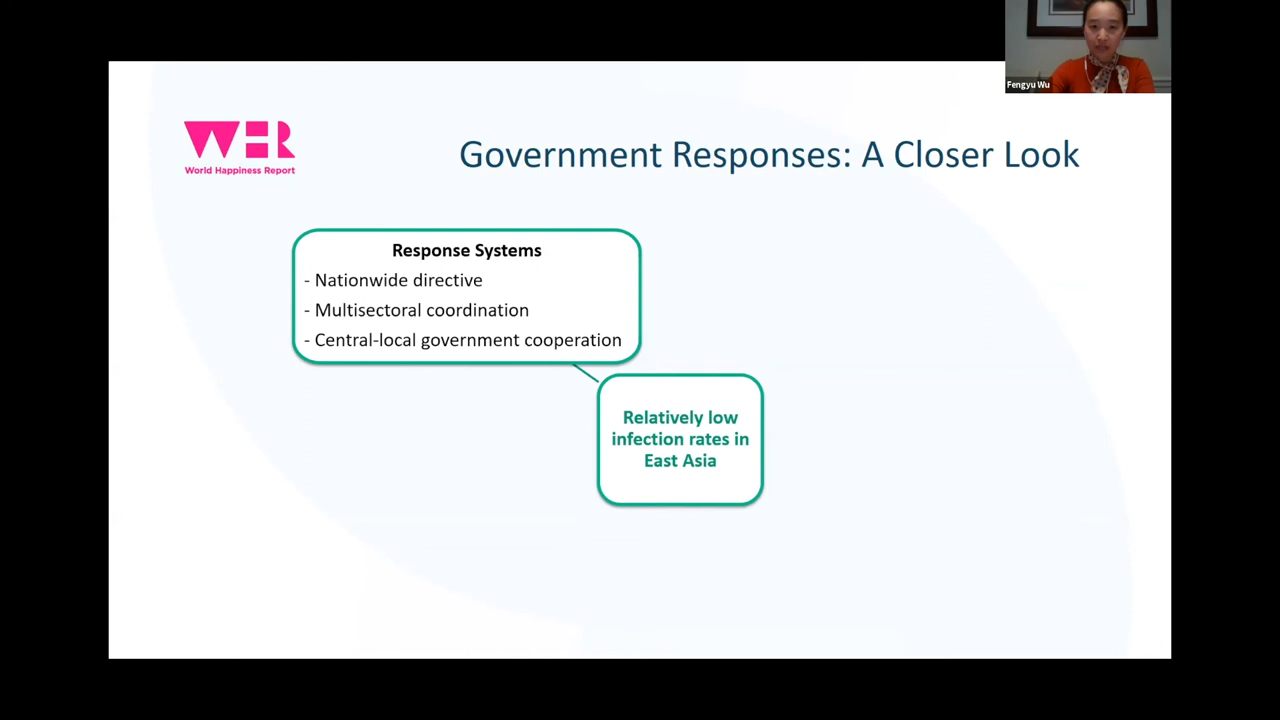 Fengyu Wu
WHR
World Happiness Report
Government Responses: A Closer Look
Response Systems
- Nationwide directive
- Multisectoral coordination
- Central-local government cooperation
Relatively low
infection rates in
East Asia